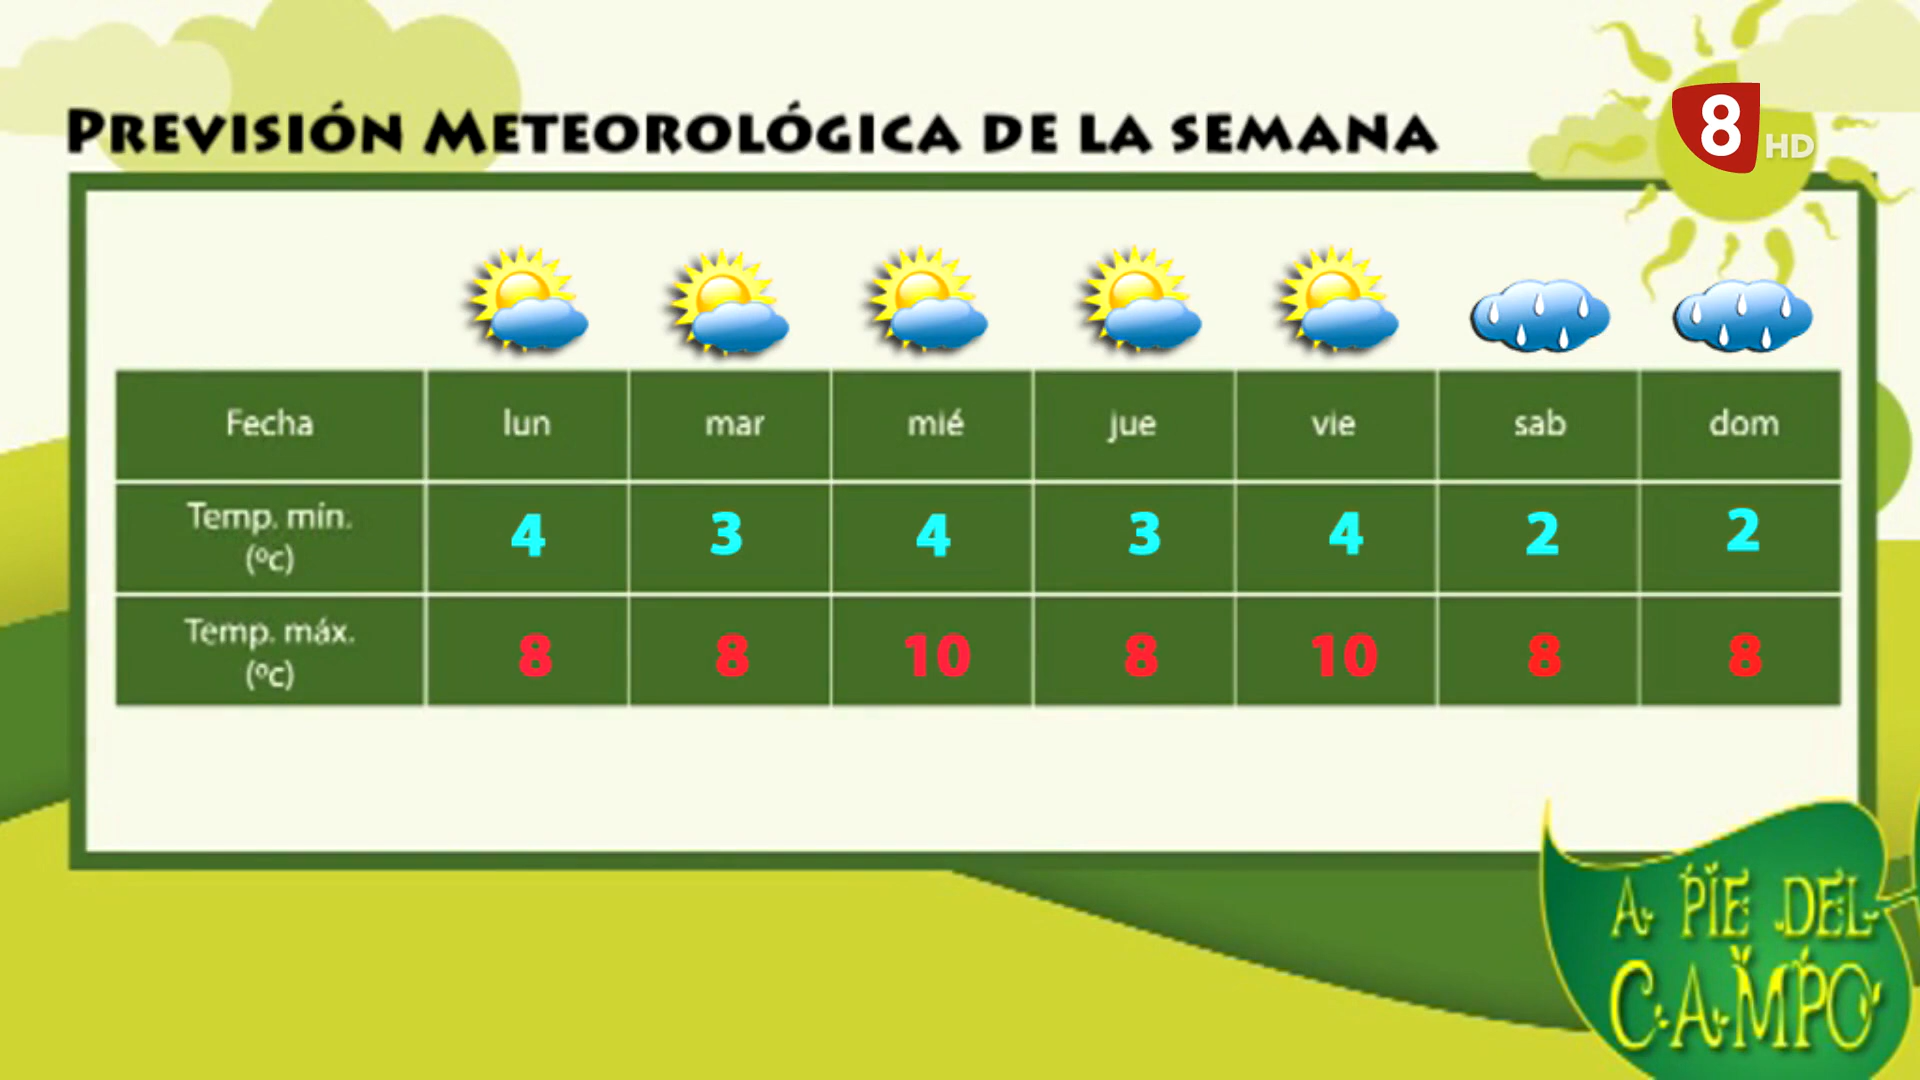 PREVISIÓN METEOROLÓGICA DE LA SEMANA
8 HD
Fecha lun mar mié jue vie sab dom
Temp. mín. (ºc) 4 3 4 3 4 2 2
Temp. máx. (ºc) 8 8 10 8 10 8 8
A PIE DEL
CAMPO